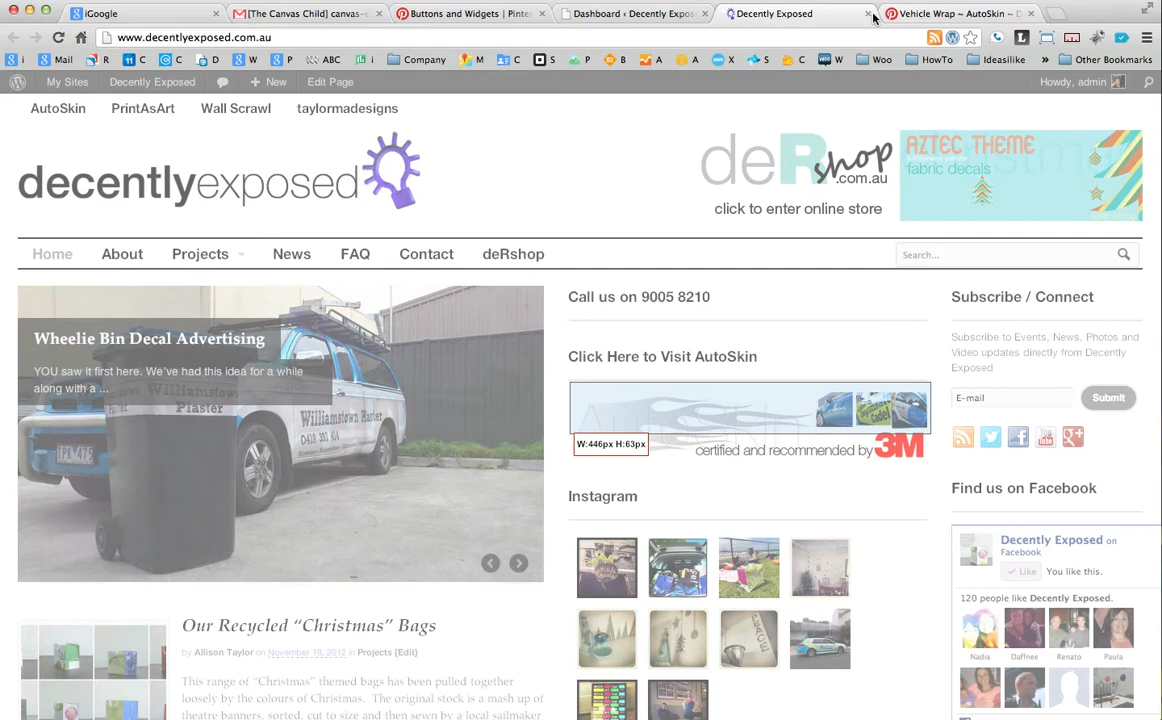 iGoogle
[The Canvas Child] canvas-c
Buttons and Widgets | Pinte
Dashboard ‹ Decently Expos
Decently Exposed
Vehicle Wrap ~ AutoSkin ~ D
www.decentlyexposed.com.au
i Mail R C C D W P ABC i Company M C S P B A A X S C W Woo HowTo Ideasilike » Other Bookmarks
My Sites Decently Exposed + New Edit Page Howdy, admin
AutoSkin PrintAsArt Wall Scrawl taylormadesigns
decentlyexposed
deRshop
.com.au
click to enter online store
AZTEC THEME
fabric decals
Home About Projects News FAQ Contact deRshop
Search...
Wheelie Bin Decal Advertising
YOU saw it first here. We've had this idea for a while
along with a ...
Williamstown
Plaster
Williamstown Plaster
Call us on 9005 8210
Click Here to Visit AutoSkin
W:446px H:63px
certified and recommended by 3M
Instagram
Subscribe / Connect
Subscribe to Events, News, Photos and
Video updates directly from Decently
Exposed
E-mail
Submit
Find us on Facebook
Decently Exposed on
Facebook
Like You like this.
120 people like Decently Exposed.
Nadia Daffnee Renato Paula
Our Recycled “Christmas” Bags
by Allison Taylor on November 19, 2012 in Projects {Edit}
This range of “Christmas” themed bags has been pulled together
loosely by the colours of Christmas. The original stock is a mash up of
theatre banners, sorted, cut to size and then sewn by a local sailmaker